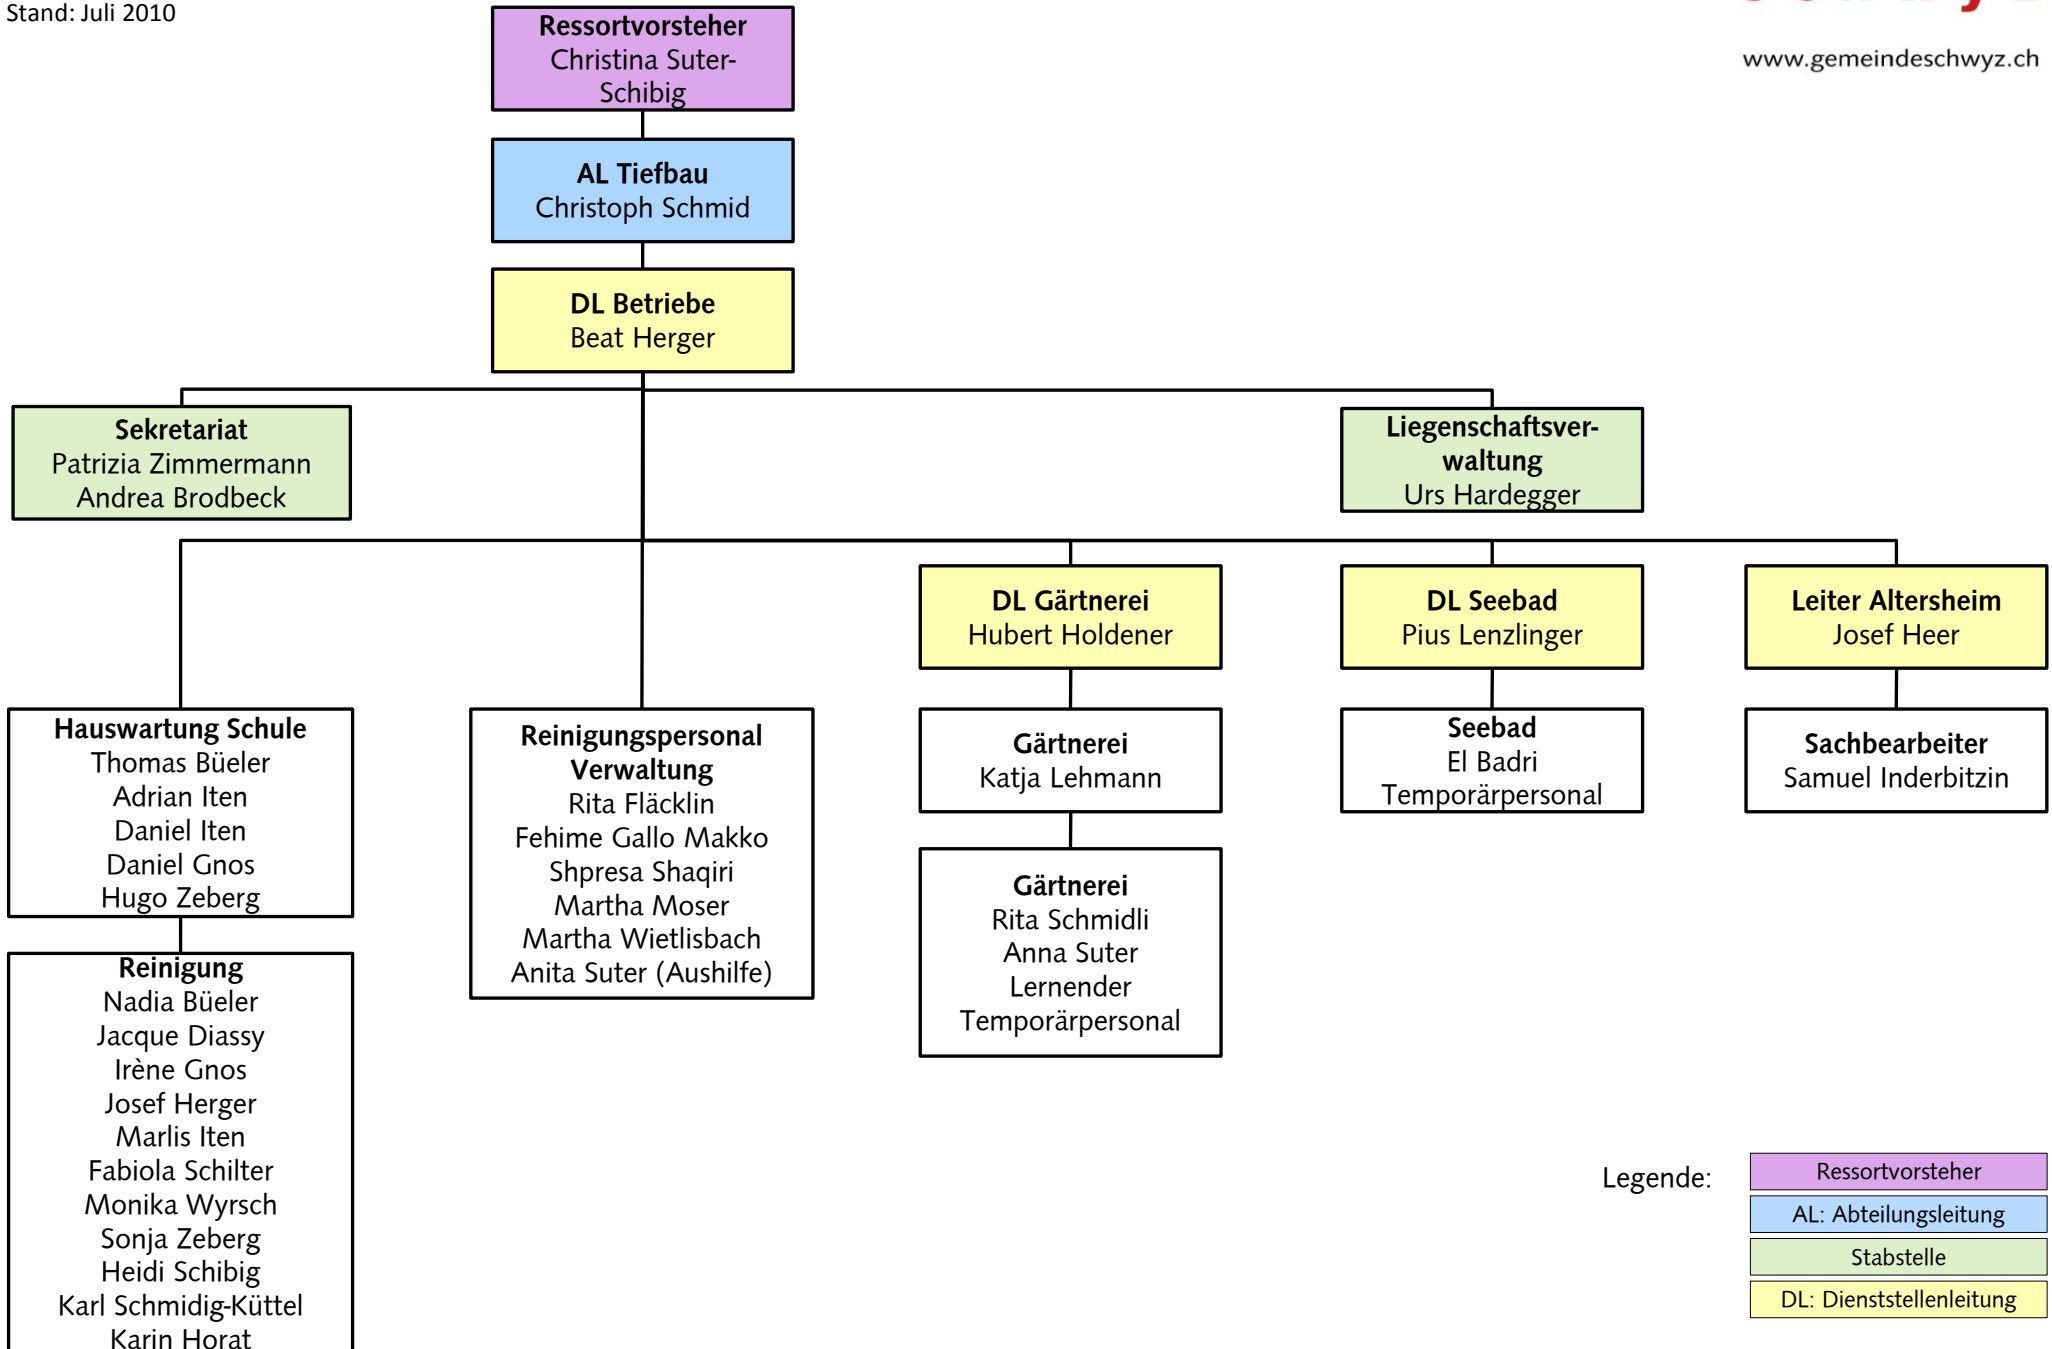 Stand: Juli 2010
www.gemeindeschwyz.ch
Ressortvorsteher
Christina Suter-
Schibig
AL Tiefbau
Christoph Schmid
DL Betriebe
Beat Herger
Sekretariat
Patrizia Zimmermann
Andrea Brodbeck
Liegenschaftsver-
waltung
Urs Hardegger
DL Gärtnerei
Hubert Holdener
DL Seebad
Pius Lenzlinger
Leiter Altersheim
Josef Heer
Hauswartung Schule
Thomas Büeler
Adrian Iten
Daniel Iten
Daniel Gnos
Hugo Zeberg
Reinigungspersonal
Verwaltung
Rita Fläcklin
Fehime Gallo Makko
Shpresa Shaqiri
Martha Moser
Martha Wietlisbach
Anita Suter (Aushilfe)
Gärtnerei
Katja Lehmann
Seebad
El Badri
Temporärpersonal
Sachbearbeiter
Samuel Inderbitzin
Gärtnerei
Rita Schmidli
Anna Suter
Lernender
Temporärpersonal
Reinigung
Nadia Büeler
Jacque Diassy
Irène Gnos
Josef Herger
Marlis Iten
Fabiola Schilter
Monika Wyrsch
Sonja Zeberg
Heidi Schibig
Karl Schmidig-Küttel
Karin Horat
Legende:
Ressortvorsteher
AL: Abteilungsleitung
Stabstelle
DL: Dienststellenleitung